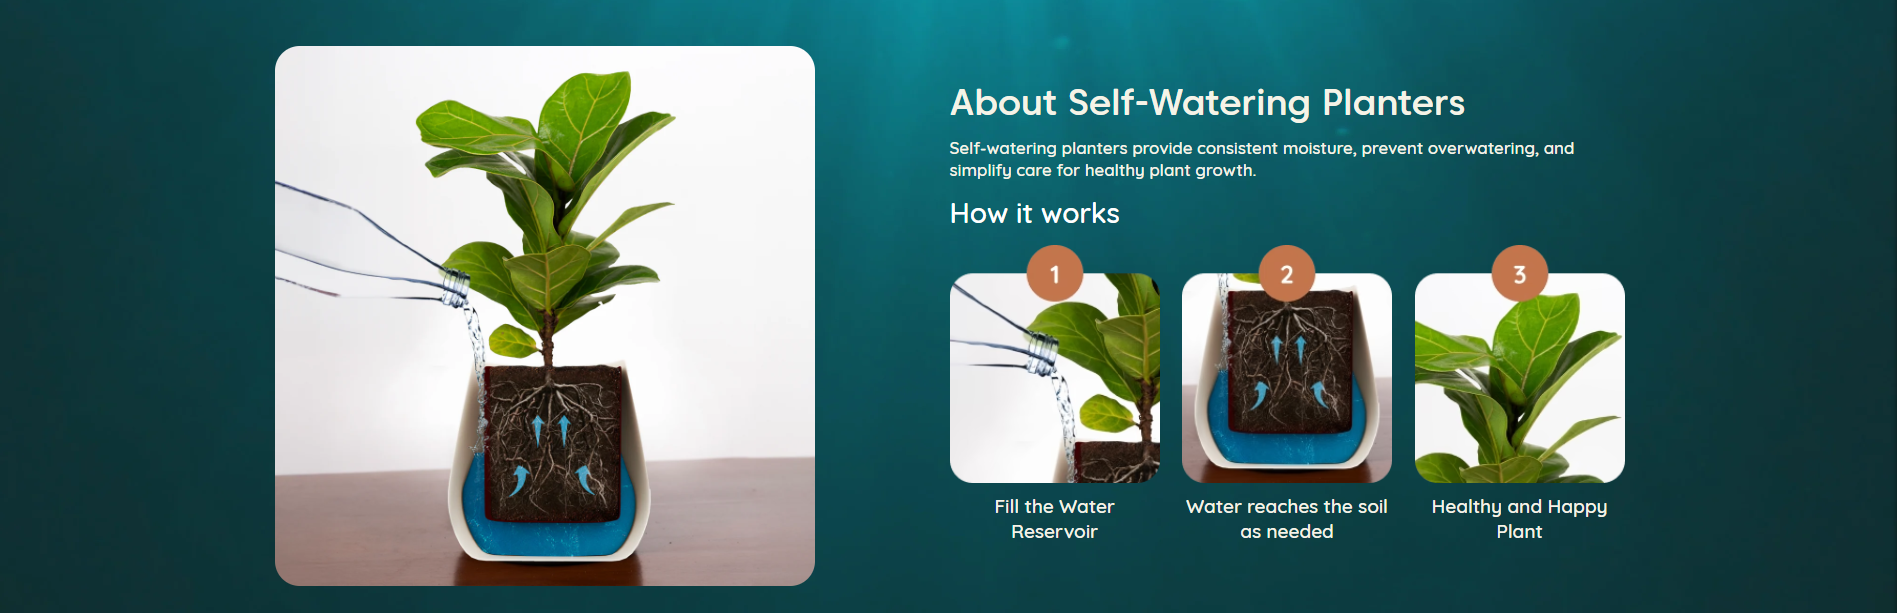 About Self-Watering Planters
Self-watering planters provide consistent moisture, prevent overwatering, and
simplify care for healthy plant growth.
How it works
1
2
3
Fill the Water
Reservoir
Water reaches the soil
as needed
Healthy and Happy
Plant